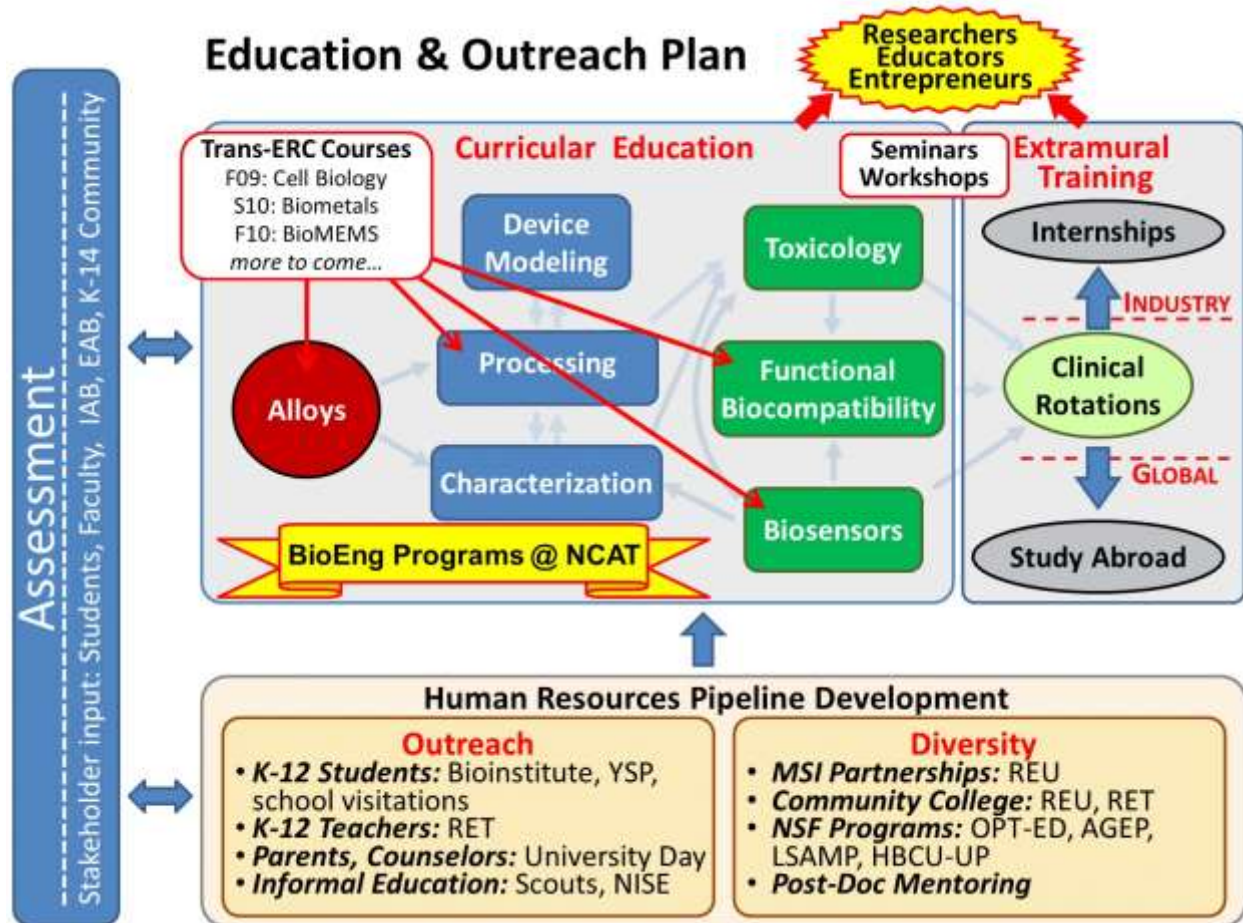 Education & Outreach Plan
Researchers
Educators
Entrepreneurs
Assessment
Stakeholder input: Students, Faculty, IAB, EAB, K-14 Community
Trans-ERC Courses
F09: Cell Biology
S10: Biometals
F10: BioMEMS
more to come...
Curricular Education
Seminars
Workshops
Extramural
Training
Device
Modeling
Toxicology
Internships
INDUSTRY
Alloys
Processing
Functional
Biocompatibility
Clinical
Rotations
Characterization
GLOBAL
Biosensors
Study Abroad
BioEng Programs @ NCAT
Human Resources Pipeline Development
Outreach
• K-12 Students: Bioinstitute, YSP,
school visitations
• K-12 Teachers: RET
• Parents, Counselors: University Day
• Informal Education: Scouts, NISE
Diversity
• MSI Partnerships: REU
• Community College: REU, RET
• NSF Programs: OPT-ED, AGEP,
LSAMP, HBCU-UP
• Post-Doc Mentoring